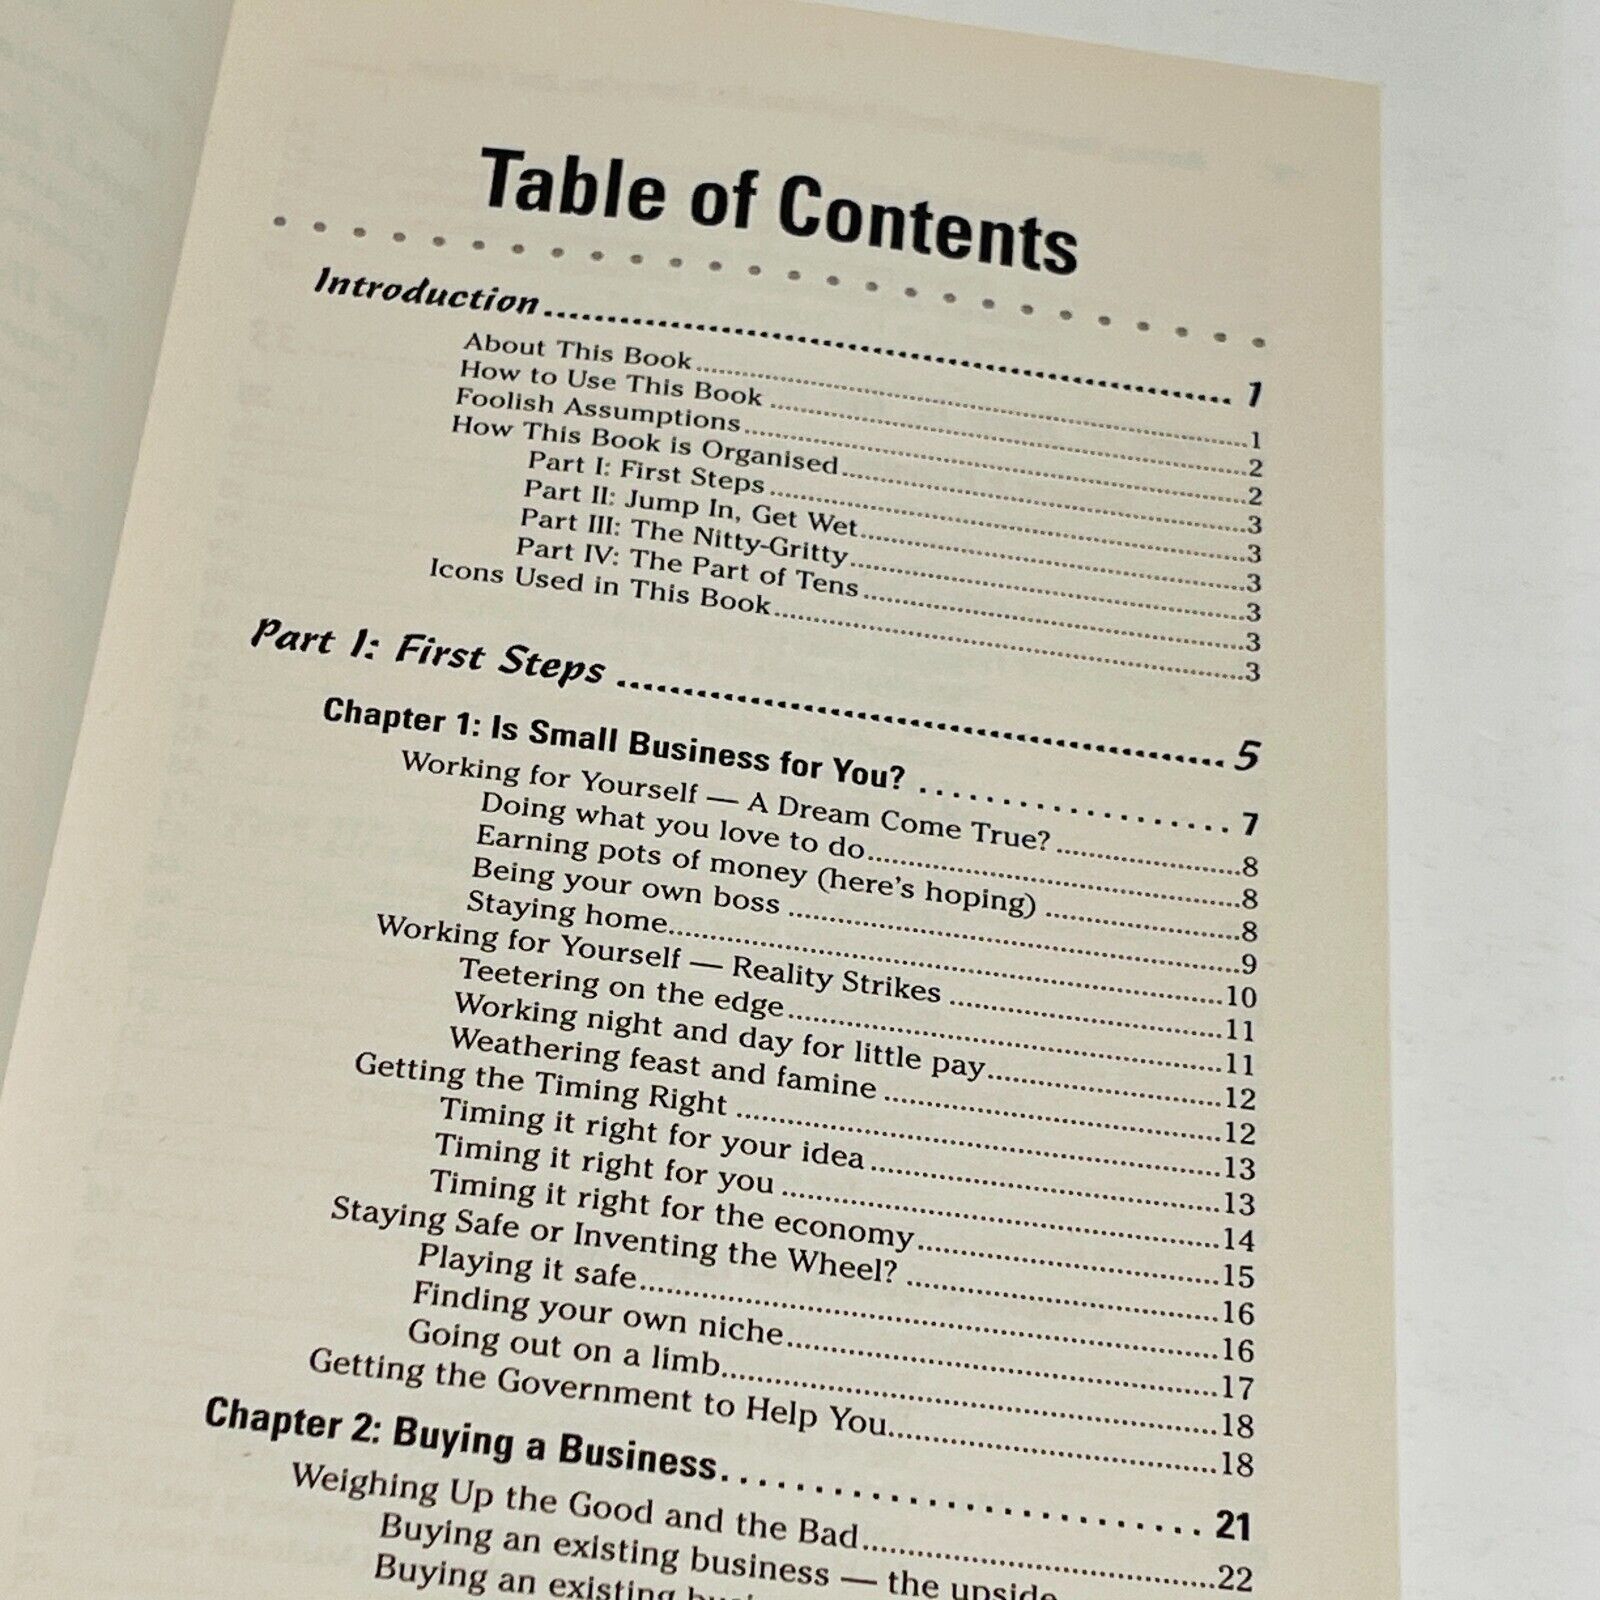 Table of Contents
Introduction 1
About This Book 1
How to Use This Book 2
Foolish Assumptions 2
How This Book is Organised 3
Part I: First Steps 3
Part II: Jump In, Get Wet 3
Part III: The Nitty-Gritty 3
Part IV: The Part of Tens 3
Icons Used in This Book 3
Part I: First Steps 5
Chapter 1: Is Small Business for You? 7
Working for Yourself — A Dream Come True? 8
Doing what you love to do 8
Earning pots of money (here's hoping) 8
Being your own boss 9
Staying home 10
Working for Yourself — Reality Strikes 11
Teetering on the edge 11
Working night and day for little pay 12
Weathering feast and famine 12
Getting the Timing Right 13
Timing it right for your idea 13
Timing it right for you 14
Timing it right for the economy 15
Staying Safe or Inventing the Wheel? 16
Playing it safe 16
Finding your own niche 17
Going out on a limb 18
Getting the Government to Help You 18
Chapter 2: Buying a Business 21
Weighing Up the Good and the Bad 22
Buying an existing business — the upside
Buying an existing